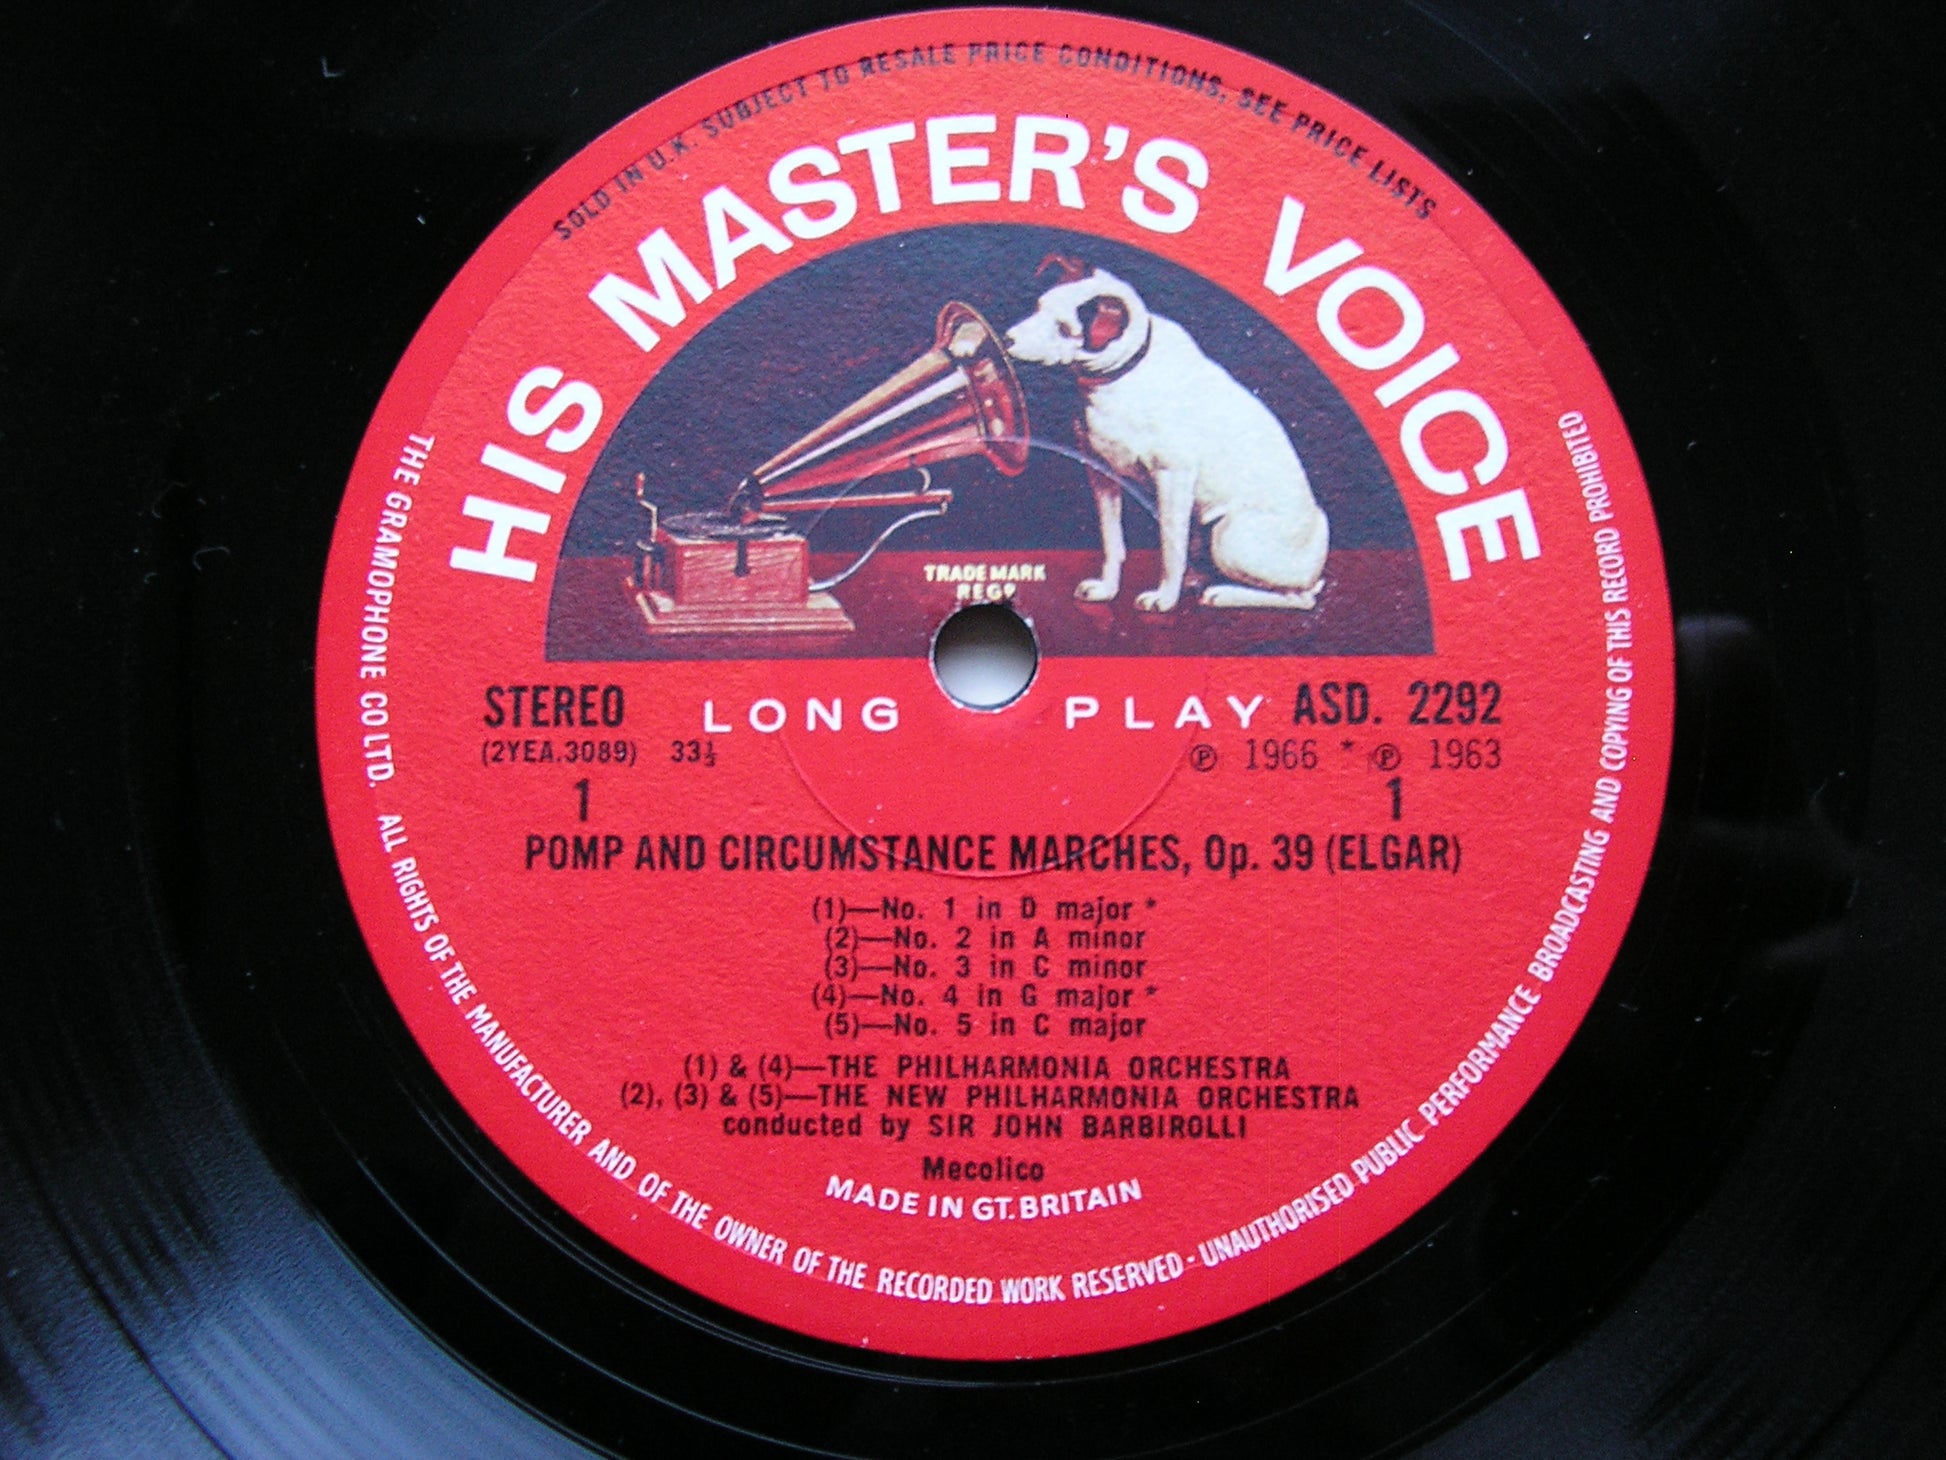 SOLD IN U.K. SUBJECT TO RESALE PRICE CONDITIONS, SEE PRICE LISTS
HIS MASTER'S VOICE
TRADE MARK
REGD
STEREO LONG PLAY ASD. 2292
(2YEA.3089) 33⅓ ℗ 1966 * ℗ 1963
1 1
POMP AND CIRCUMSTANCE MARCHES, Op. 39 (ELGAR)
(1)—No. 1 in D major *
(2)—No. 2 in A minor
(3)—No. 3 in C minor
(4)—No. 4 in G major *
(5)—No. 5 in C major
(1) & (4)—THE PHILHARMONIA ORCHESTRA
(2), (3) & (5)—THE NEW PHILHARMONIA ORCHESTRA
conducted by SIR JOHN BARBIROLLI
Mecolico
MADE IN GT. BRITAIN
THE GRAMOPHONE CO LTD. ALL RIGHTS OF THE MANUFACTURER AND OF THE OWNER OF THE RECORDED WORK RESERVED - UNAUTHORISED PUBLIC PERFORMANCE BROADCASTING AND COPYING OF THIS RECORD PROHIBITED